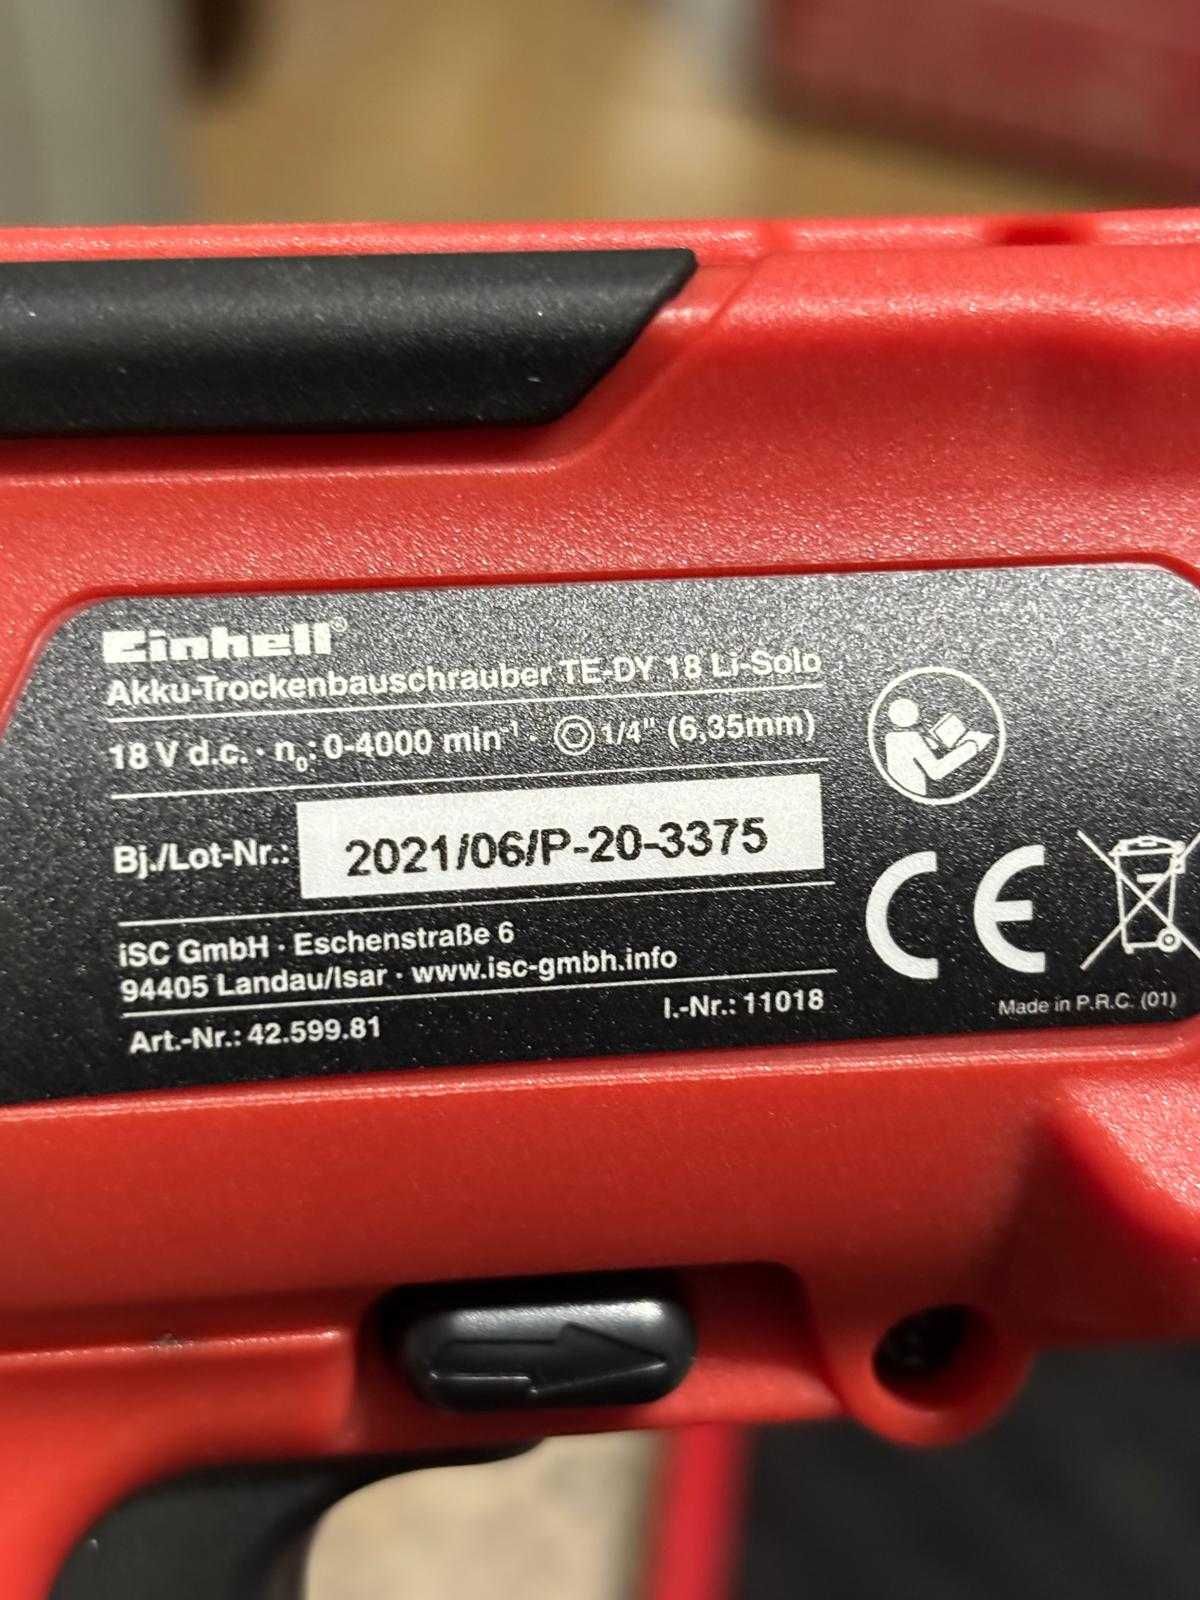 Einhell®
Akku-Trockenbauschrauber TE-DY 18 Li-Solo
18 V d.c. · n₀: 0-4000 min⁻¹ · 1/4" (6,35mm)
Bj./Lot-Nr.: 2021/06/P-20-3375
iSC GmbH · Eschenstraße 6
94405 Landau/Isar · www.isc-gmbh.info
Art.-Nr.: 42.599.81 I.-Nr.: 11018
CE
Made in P.R.C. (01)